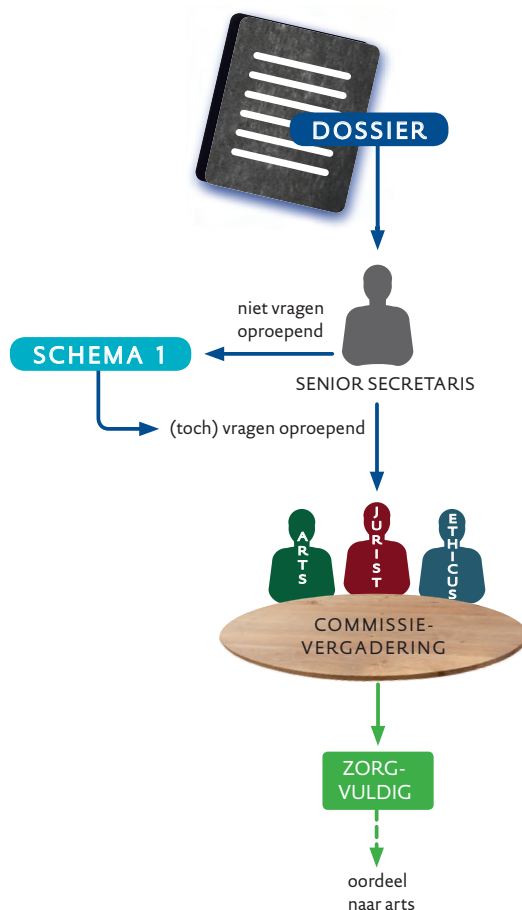 DOSSIER
niet vragen
oproepend
SCHEMA 1
SENIOR SECRETARIS
(toch) vragen oproepend
ARTS
JURIST
ETHICUS
COMMISSIE-
VERGADERING
ZORG-
VULDIG
oordeel
naar arts